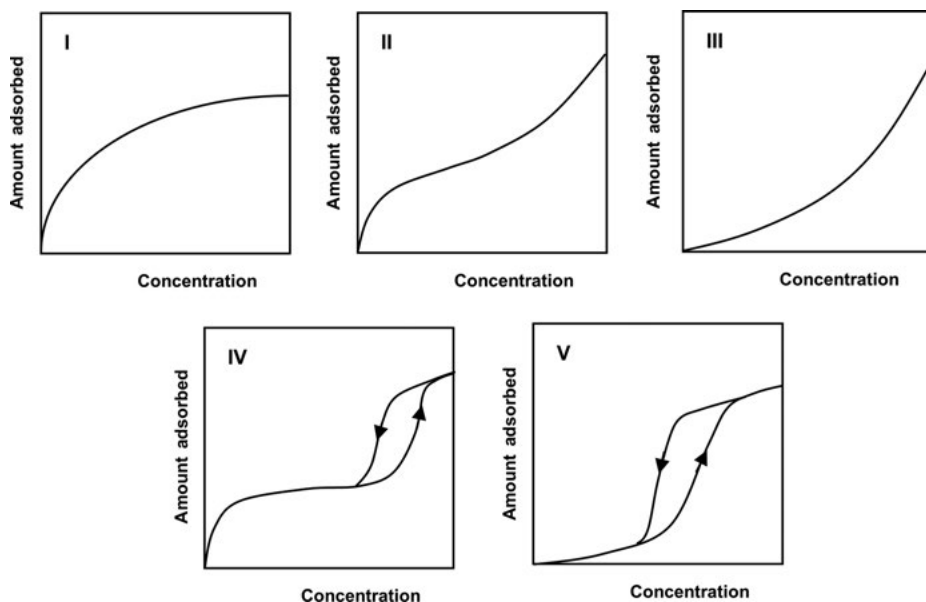 I
Amount adsorbed
Concentration
II
Amount adsorbed
Concentration
III
Amount adsorbed
Concentration
IV
Amount adsorbed
Concentration
V
Amount adsorbed
Concentration